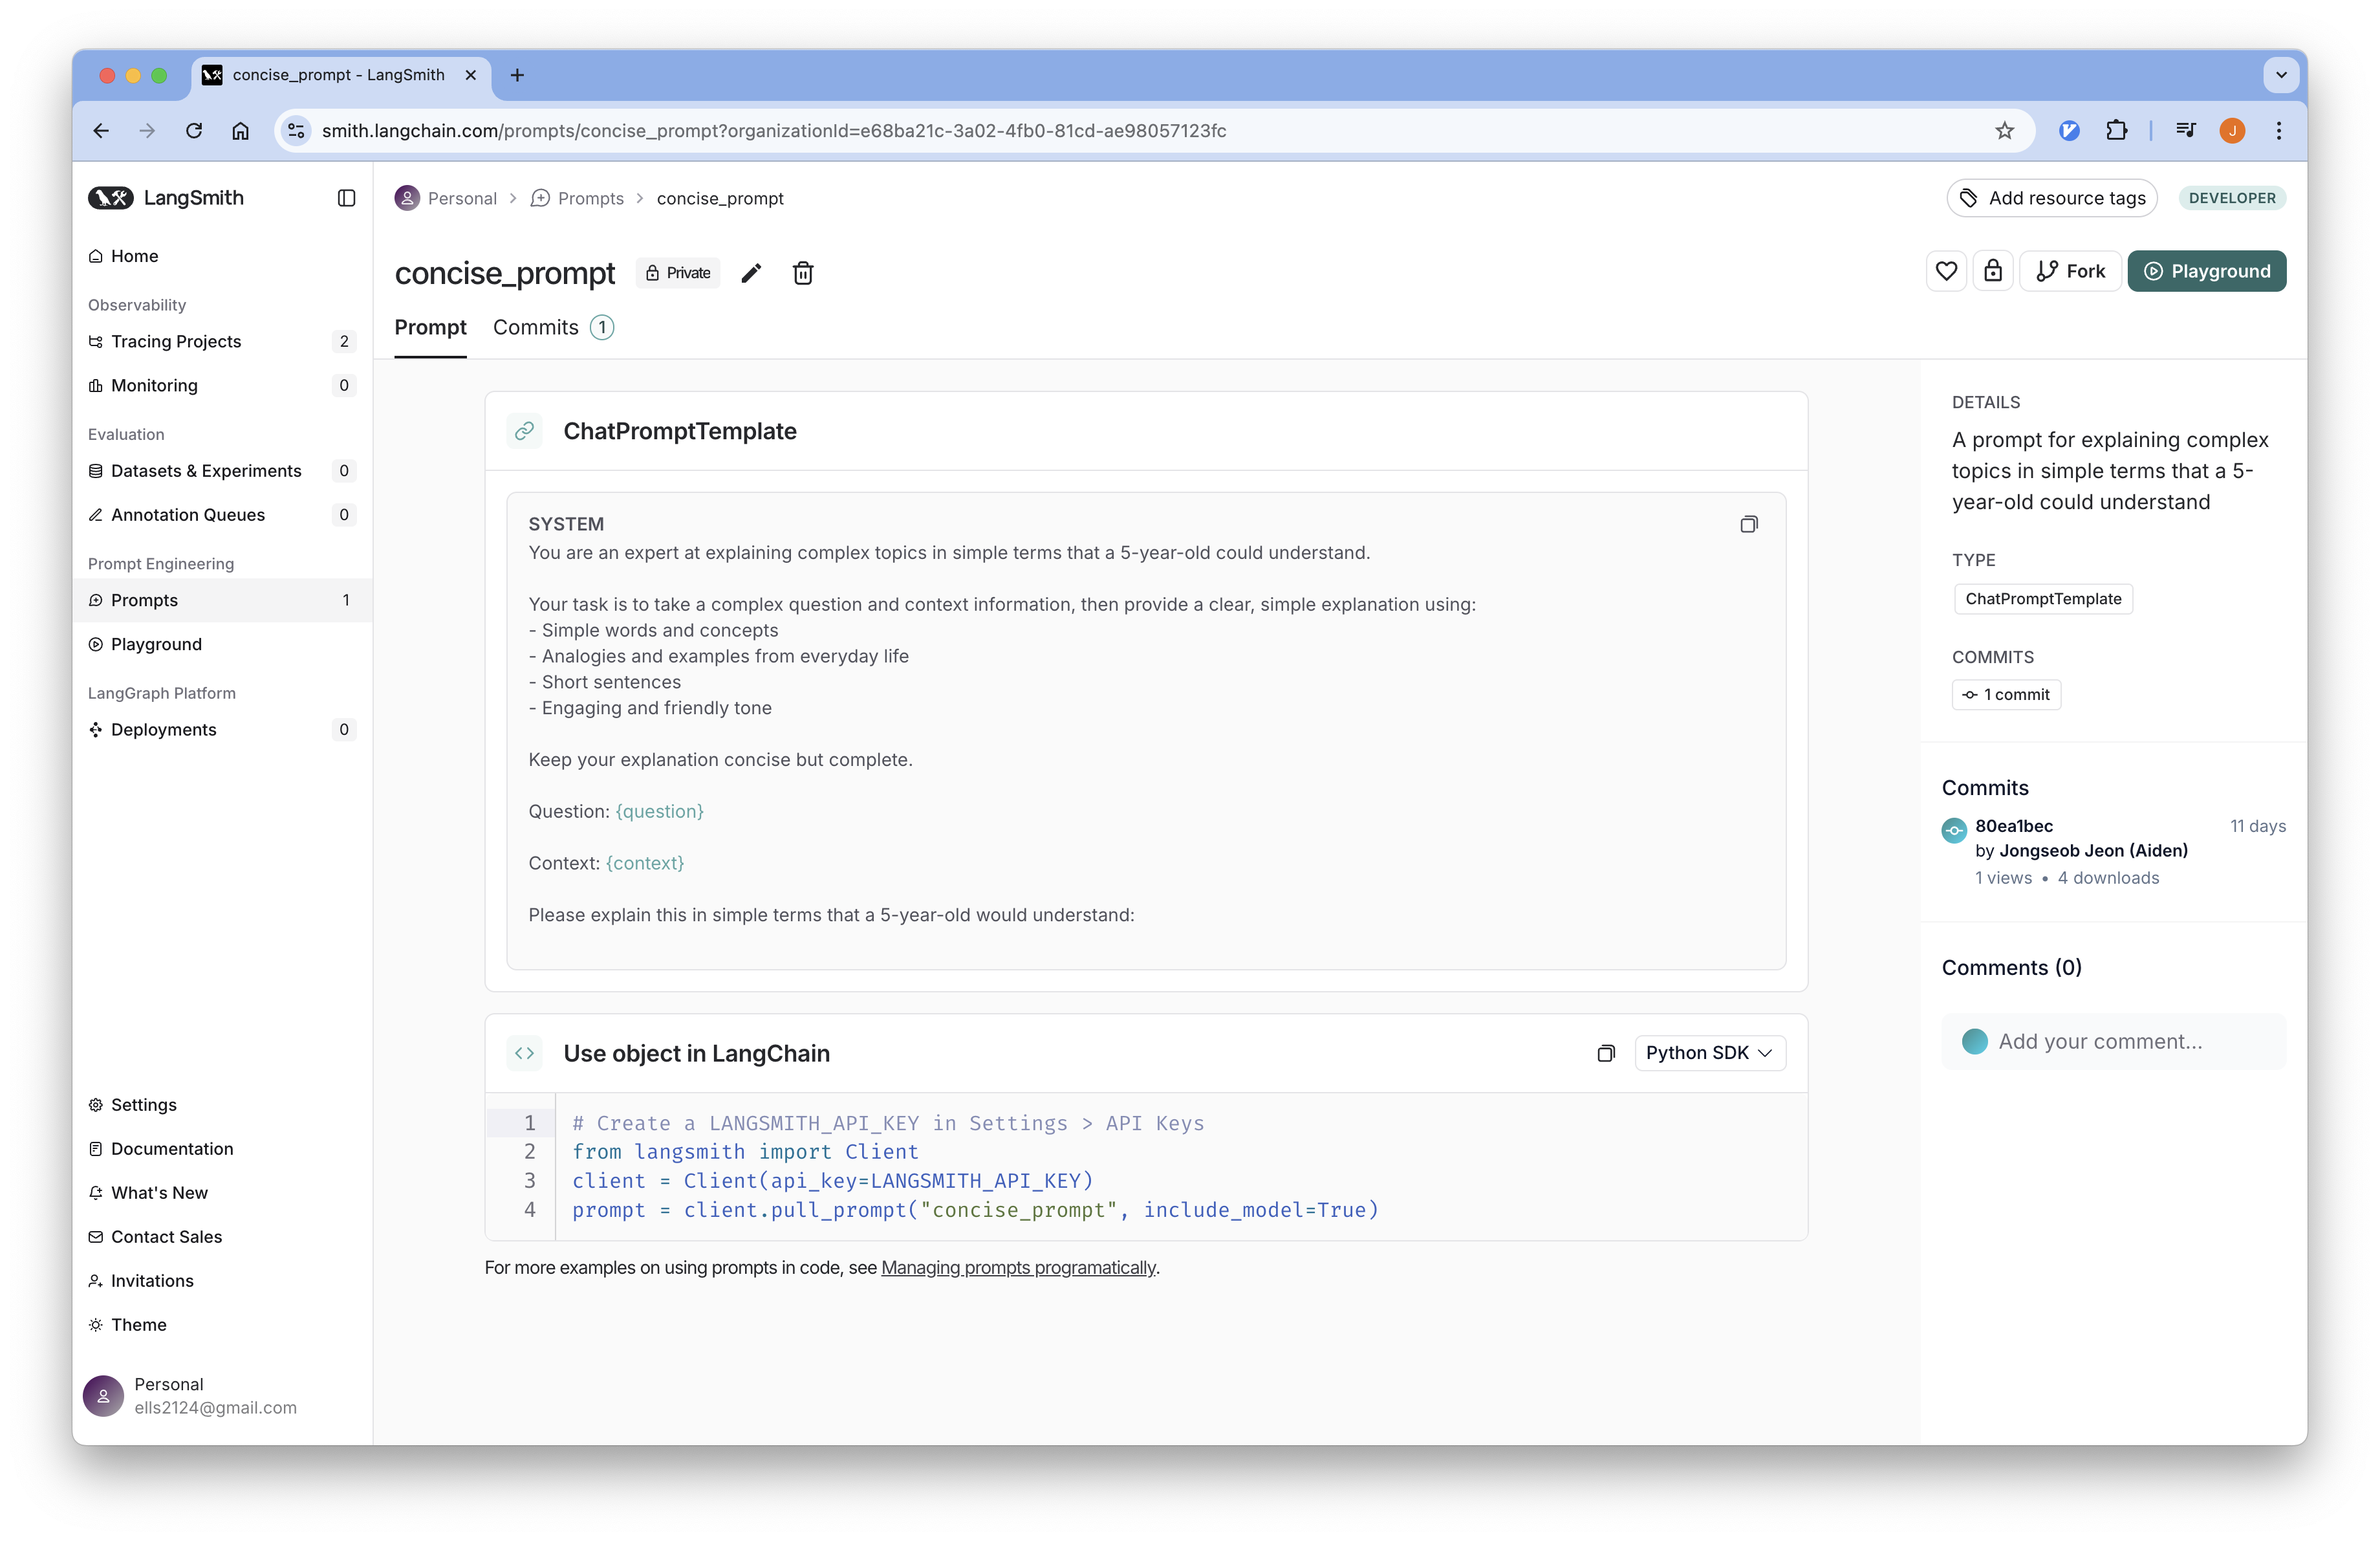 concise_prompt - LangSmith
smith.langchain.com/prompts/concise_prompt?organizationId=e68ba21c-3a02-4fb0-81cd-ae98057123fc
J
LangSmith
Home
Observability
Tracing Projects 2
Monitoring 0
Evaluation
Datasets & Experiments 0
Annotation Queues 0
Prompt Engineering
Prompts 1
Playground
LangGraph Platform
Deployments 0
Settings
Documentation
What's New
Contact Sales
Invitations
Theme
Personal
ells2124@gmail.com
Personal > Prompts > concise_prompt
Add resource tags
DEVELOPER
concise_prompt
Private
Fork
Playground
Prompt
Commits 1
ChatPromptTemplate
SYSTEM
You are an expert at explaining complex topics in simple terms that a 5-year-old could understand.
Your task is to take a complex question and context information, then provide a clear, simple explanation using:
- Simple words and concepts
- Analogies and examples from everyday life
- Short sentences
- Engaging and friendly tone
Keep your explanation concise but complete.
Question: {question}
Context: {context}
Please explain this in simple terms that a 5-year-old would understand:
Use object in LangChain
Python SDK
1 # Create a LANGSMITH_API_KEY in Settings > API Keys
2 from langsmith import Client
3 client = Client(api_key=LANGSMITH_API_KEY)
4 prompt = client.pull_prompt("concise_prompt", include_model=True)
For more examples on using prompts in code, see Managing prompts programatically.
DETAILS
A prompt for explaining complex
topics in simple terms that a 5-
year-old could understand
TYPE
ChatPromptTemplate
COMMITS
1 commit
Commits
80ea1bec 11 days
by Jongseob Jeon (Aiden)
1 views • 4 downloads
Comments (0)
Add your comment...